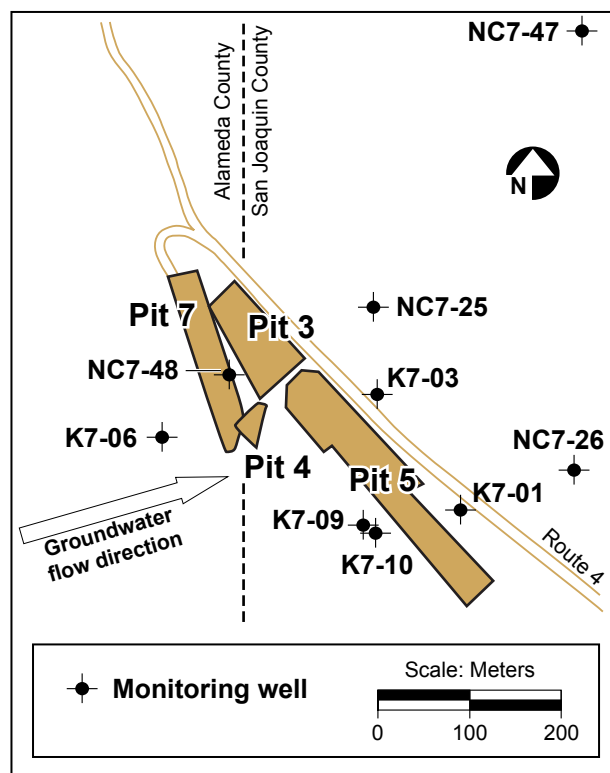 NC7-47
Alameda County
San Joaquin County
N
Pit 7
Pit 3
NC7-25
NC7-48
K7-03
K7-06
NC7-26
Pit 4
Pit 5
K7-01
Groundwater
flow direction
K7-09
K7-10
Route 4
Monitoring well
Scale: Meters
0 100 200